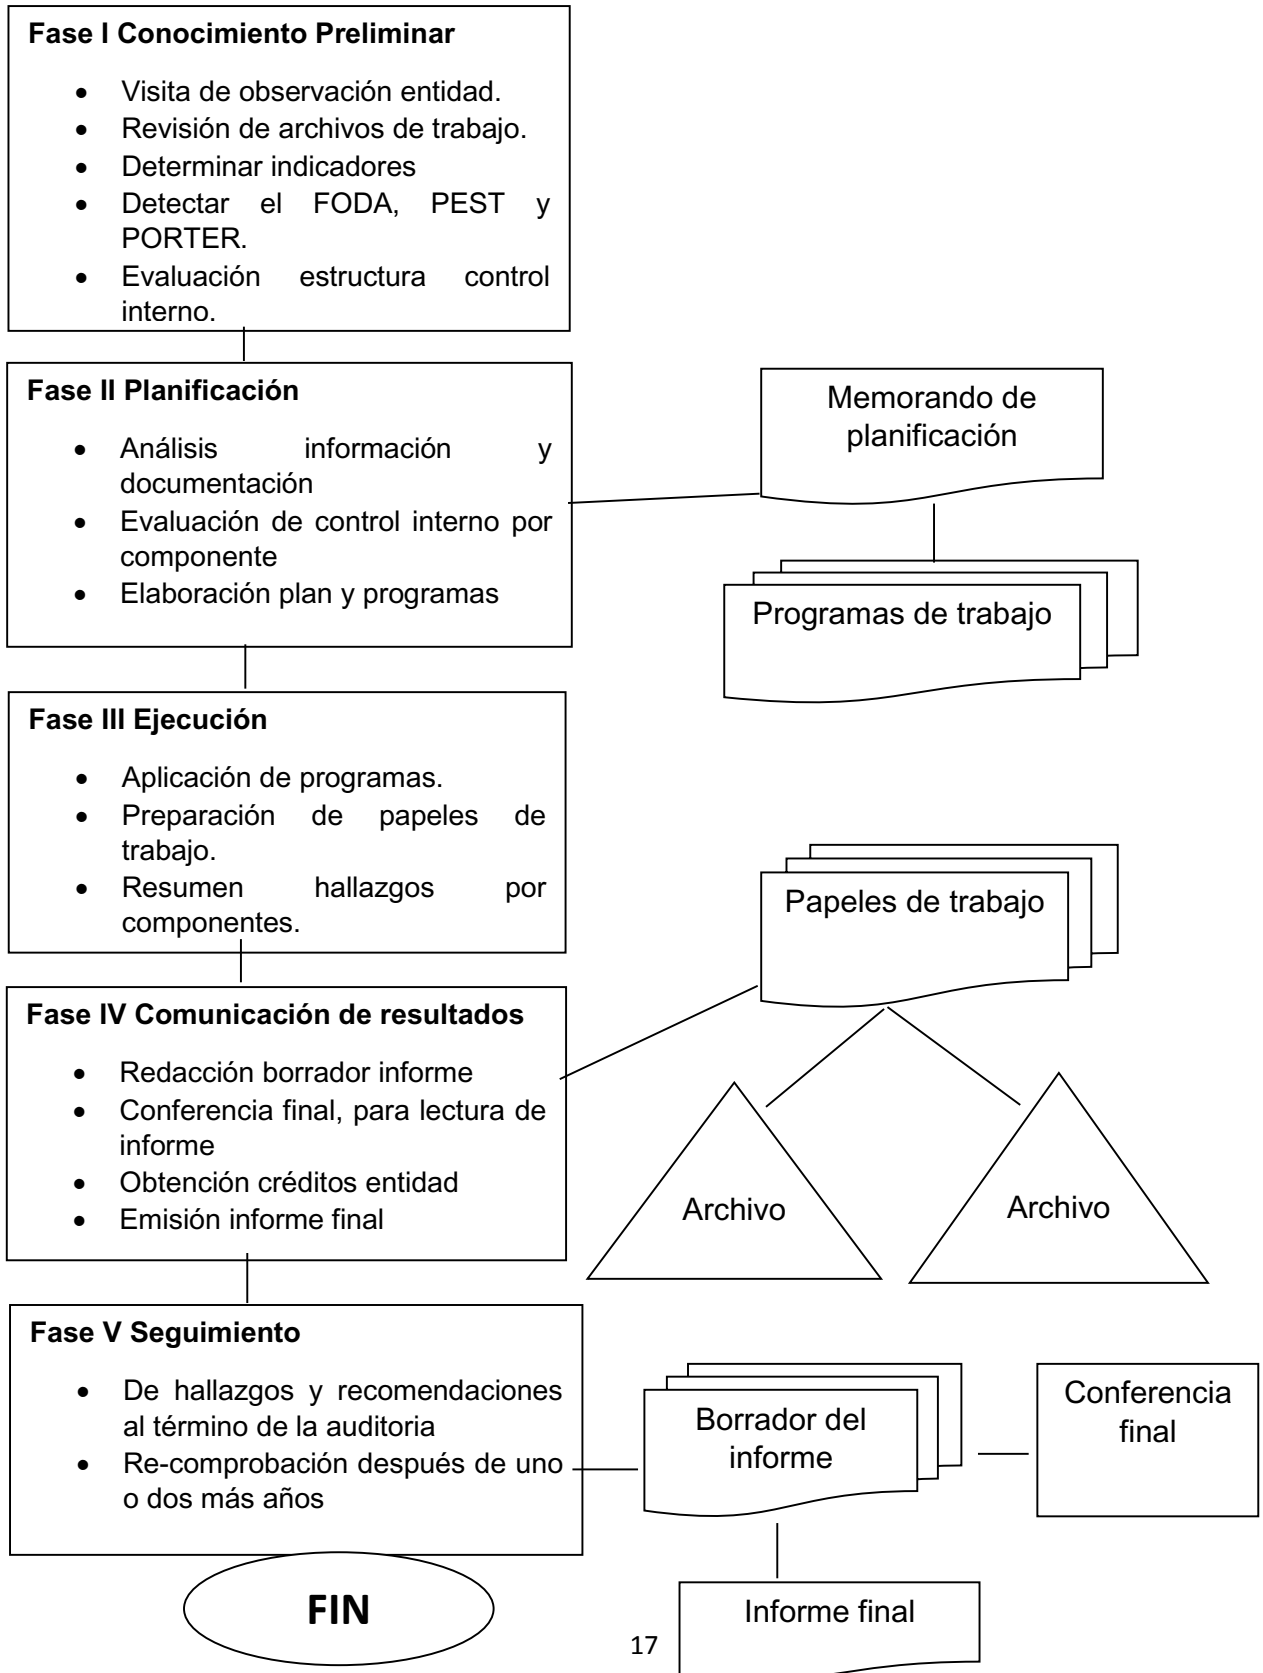 Fase I Conocimiento Preliminar
• Visita de observación entidad.
• Revisión de archivos de trabajo.
• Determinar indicadores
• Detectar el FODA, PEST y
PORTER.
• Evaluación estructura control
interno.
Fase II Planificación
• Análisis información y
documentación
• Evaluación de control interno por
componente
• Elaboración plan y programas
Memorando de
planificación
Programas de trabajo
Fase III Ejecución
• Aplicación de programas.
• Preparación de papeles de
trabajo.
• Resumen hallazgos por
componentes.
Papeles de trabajo
Fase IV Comunicación de resultados
• Redacción borrador informe
• Conferencia final, para lectura de
informe
• Obtención créditos entidad
• Emisión informe final
Archivo
Archivo
Fase V Seguimiento
• De hallazgos y recomendaciones
al término de la auditoria
• Re-comprobación después de uno
o dos más años
Borrador del
informe
Conferencia
final
FIN
Informe final
17